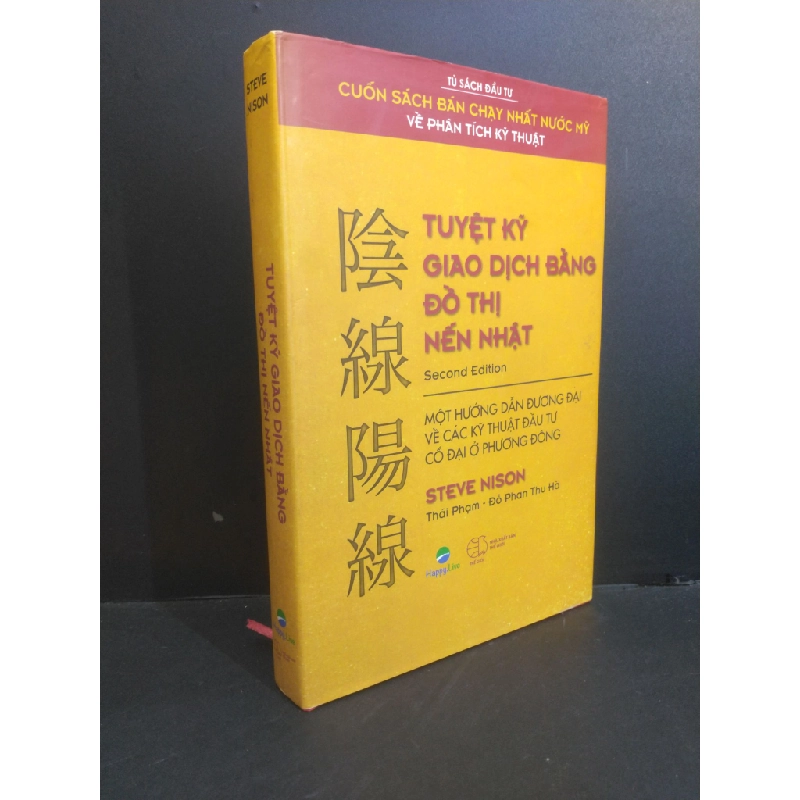 TỦ SÁCH ĐẦU TƯ
CUỐN SÁCH BÁN CHẠY NHẤT NƯỚC MỸ
VỀ PHÂN TÍCH KỸ THUẬT
陰線陽線
TUYỆT KỸ
GIAO DỊCH BẰNG
ĐỒ THỊ
NẾN NHẬT
Second Edition
MỘT HƯỚNG DẪN ĐƯƠNG ĐẠI
VỀ CÁC KỸ THUẬT ĐẦU TƯ
CỔ ĐẠI Ở PHƯƠNG ĐÔNG
STEVE NISON
Thái Phạm - Đỗ Phan Thu Hà
Happy.Live
STEVE
NISON
TUYỆT KỸ GIAO DỊCH BẰNG
ĐỒ THỊ NẾN NHẬT